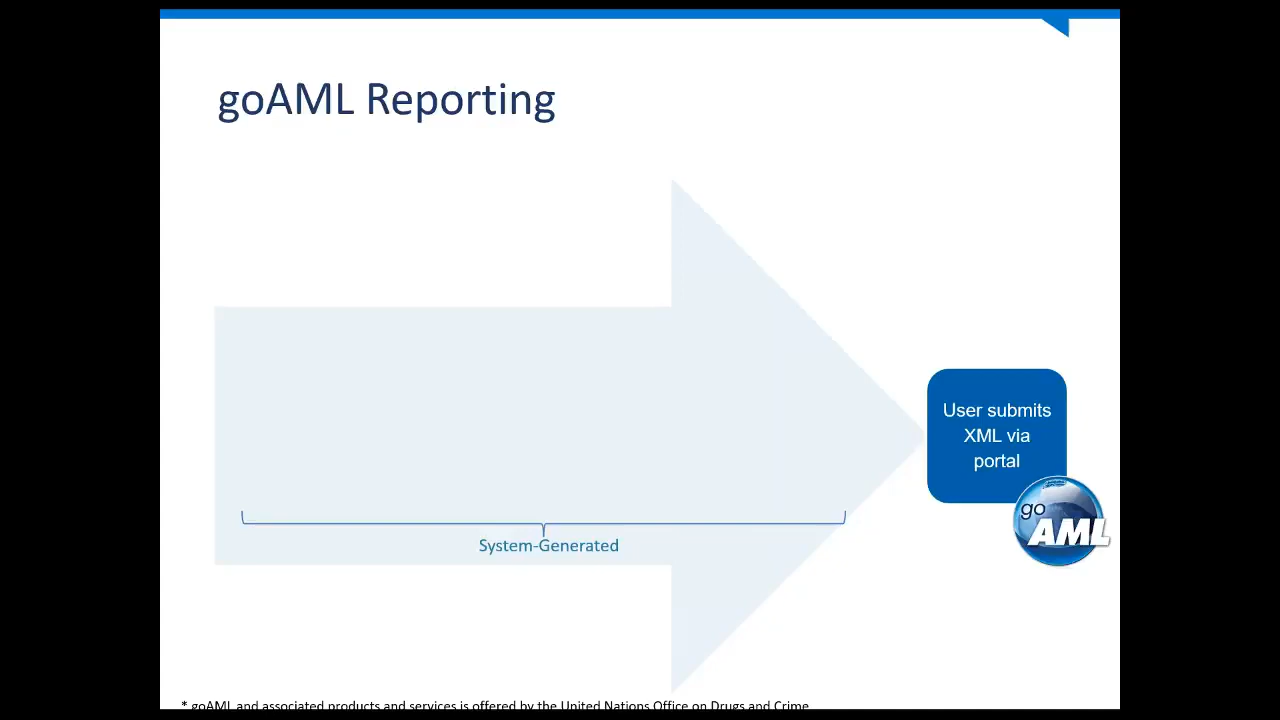 goAML Reporting
User submits
XML via
portal
go
AML
System-Generated
* goAML and associated products and services is offered by the United Nations Office on Drugs and Crime